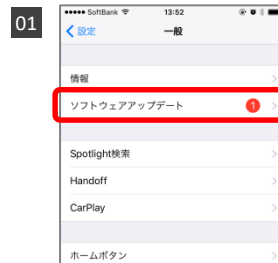 01
SoftBank 13:52
設定 一般
情報
ソフトウェアアップデート 1
Spotlight検索
Handoff
CarPlay
ホームボタン